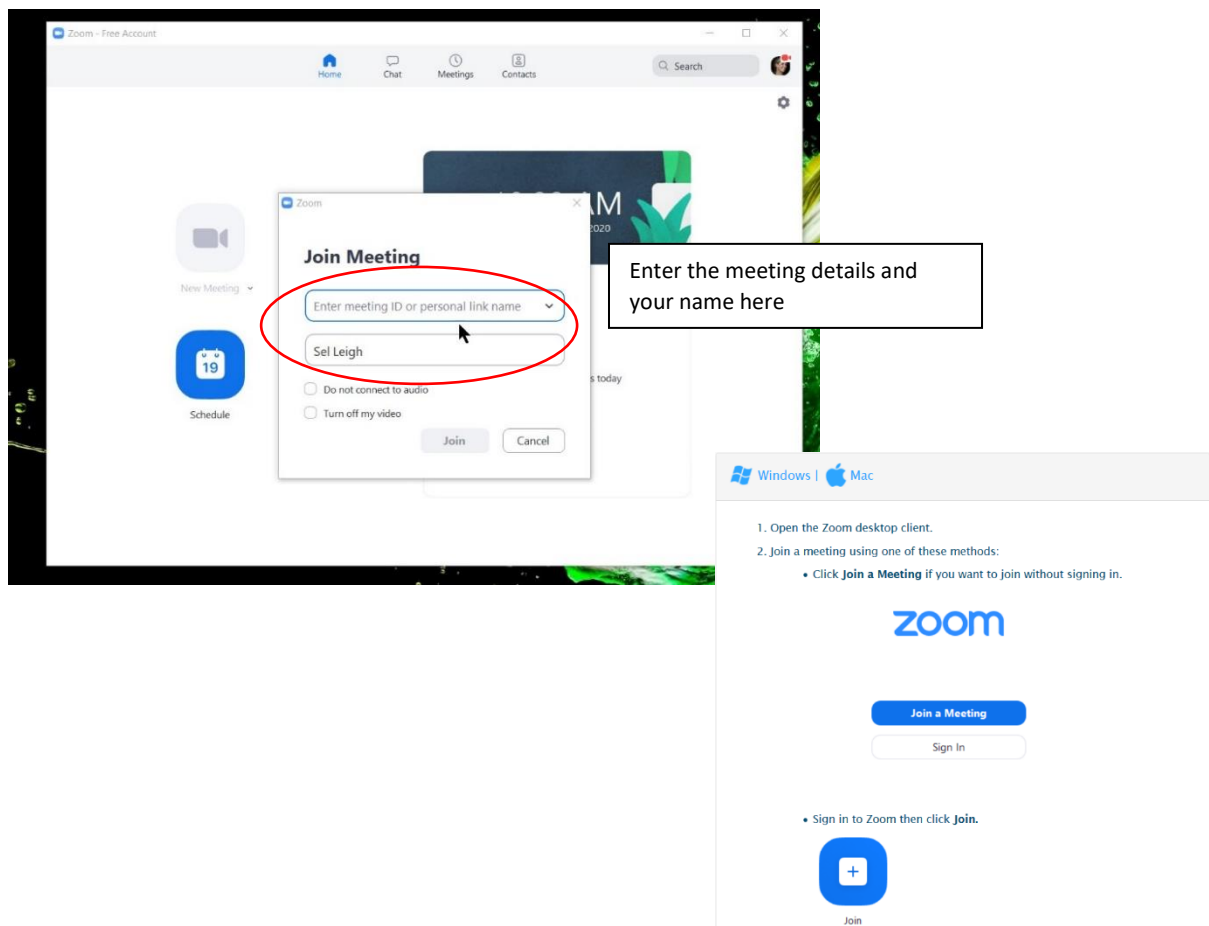 Zoom - Free Account
Home
Chat
Meetings
Contacts
Search
2020
New Meeting
19
Schedule
s today
Zoom
Join Meeting
Enter meeting ID or personal link name
Sel Leigh
Do not connect to audio
Turn off my video
Join
Cancel
Enter the meeting details and
your name here
Windows | Mac
1. Open the Zoom desktop client.
2. Join a meeting using one of these methods:
• Click Join a Meeting if you want to join without signing in.
zoom
Join a Meeting
Sign In
• Sign in to Zoom then click Join.
Join